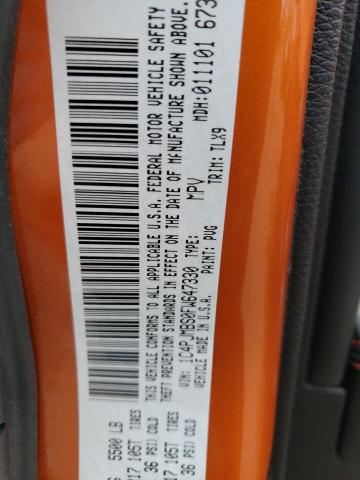 5500 LB
17 105T TIRES
36 PSI) COLD
17 105T TIRES
36 PSI) COLD
THIS VEHICLE CONFORMS TO ALL APPLICABLE U.S.A. FEDERAL MOTOR VEHICLE SAFETY
THEFT PREVENTION STANDARDS IN EFFECT ON THE DATE OF MANUFACTURE SHOWN ABOVE.
VIN: 1C4PJMBS0FW647330 TYPE: MPV MDH: 011101 673
VEHICLE MADE IN U.S.A. PAINT: PVG TRIM: TLX9